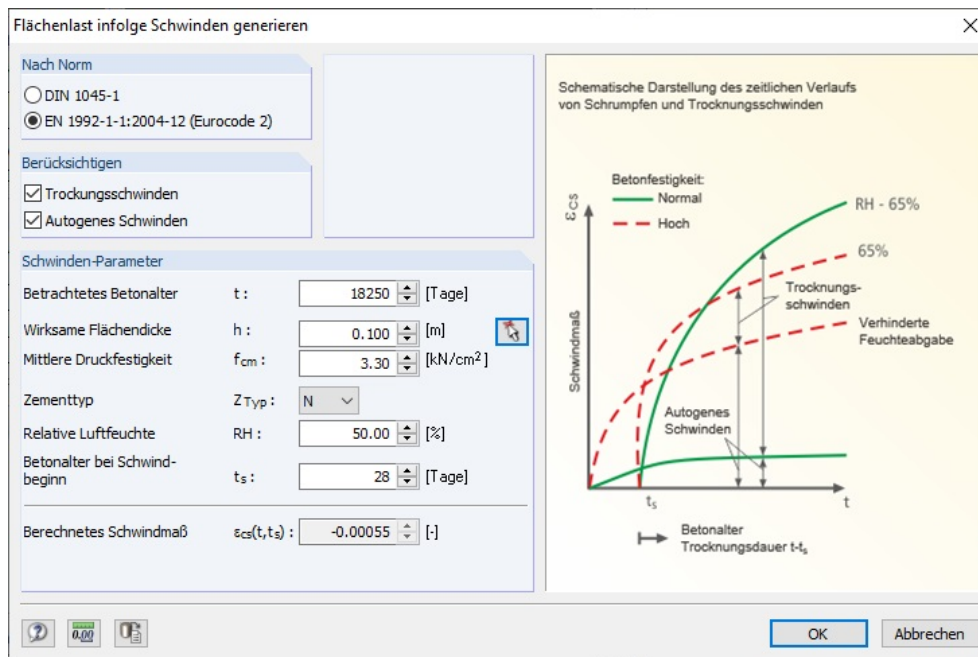 Flächenlast infolge Schwinden generieren
Nach Norm
DIN 1045-1
EN 1992-1-1:2004-12 (Eurocode 2)
Berücksichtigen
Trockungsschwinden
Autogenes Schwinden
Schwinden-Parameter
Betrachtetes Betonalter t : 18250 [Tage]
Wirksame Flächendicke h : 0.100 [m]
Mittlere Druckfestigkeit fcm : 3.30 [kN/cm²]
Zementtyp ZTyp : N
Relative Luftfeuchte RH : 50.00 [%]
Betonalter bei Schwind-
beginn ts : 28 [Tage]
Berechnetes Schwindmaß εcs(t,ts) : -0.00055 [-]
Schematische Darstellung des zeitlichen Verlaufs
von Schrumpfen und Trocknungsschwinden
Betonfestigkeit:
Normal
Hoch
εCS
Schwindmaß
RH - 65%
65%
Trocknungs-
schwinden
Verhinderte
Feuchteabgabe
Autogenes
Schwinden
ts
t
Betonalter
Trocknungsdauer t-ts
0.00
OK
Abbrechen